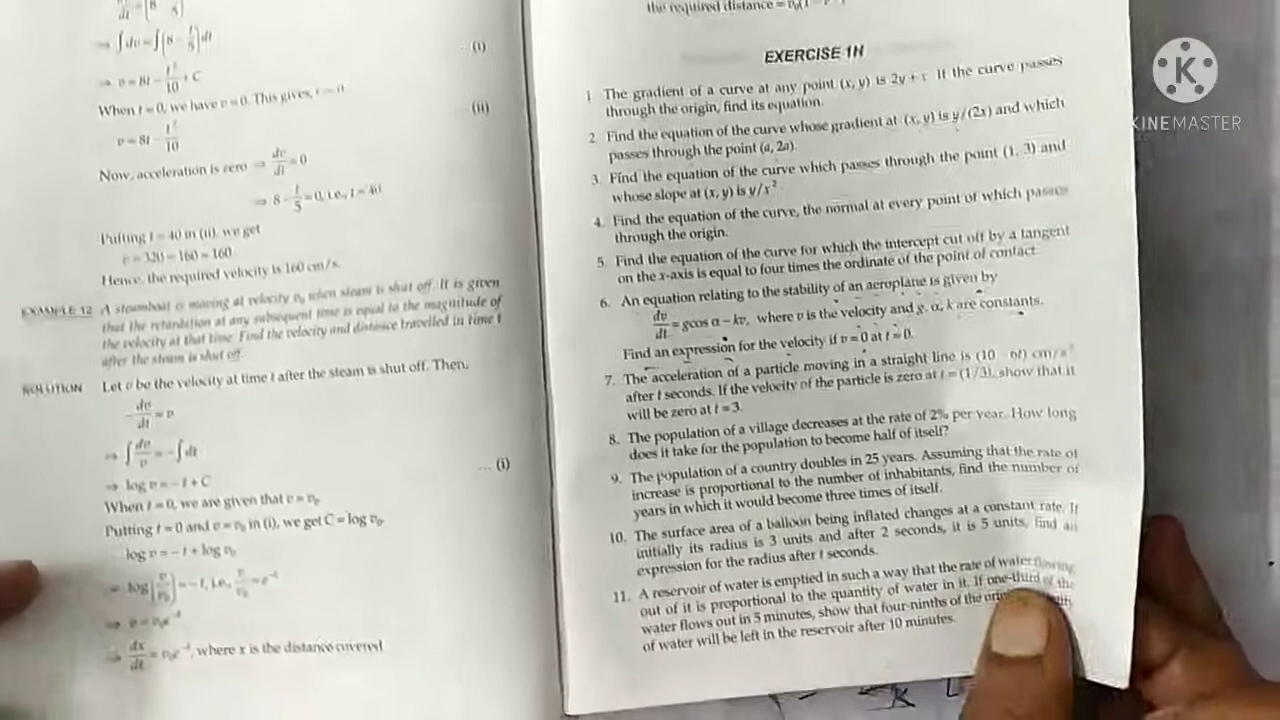 ⇒ ∫dv = ∫(8 − t/5)dt
... (i)
⇒ v = 8t − t²/10 + C
When t = 0, we have v = 0. This gives,
... (ii)
v = 8t − t²/10
Now, acceleration is zero ⇒ dv/dt = 0
⇒ 8 − t/5 = 0, i.e., t = 40
Putting t = 40 in (ii), we get
v = 320 − 160 = 160
Hence, the required velocity is 160 cm/s.
EXAMPLE 12 A steamboat is moving at velocity v₀ when steam is shut off. It is given
that the retardation at any subsequent time is equal to the magnitude of
the velocity at that time. Find the velocity and distance travelled in time t
after the steam is shut off.
SOLUTION Let v be the velocity at time t after the steam is shut off. Then,
−dv/dt = v
⇒ ∫dv/v = −∫dt
⇒ log v = −t + C ... (i)
When t = 0, we are given that v = v₀
Putting t = 0 and v = v₀ in (i), we get C = log v₀.
log v = −t + log v₀
⇒ log(v/v₀) = −t, i.e., v/v₀ = e⁻ᵗ
⇒ v = v₀e⁻ᵗ
⇒ dx/dt = v₀e⁻ᵗ, where x is the distance covered
the required distance = v₀(1 −
EXERCISE 1H
1. The gradient of a curve at any point (x, y) is 2y + x. If the curve passes
through the origin, find its equation.
2. Find the equation of the curve whose gradient at (x, y) is y/(2x) and which
passes through the point (a, 2a).
3. Find the equation of the curve which passes through the point (1, 3) and
whose slope at (x, y) is y/x²
4. Find the equation of the curve, the normal at every point of which passes
through the origin.
5. Find the equation of the curve for which the intercept cut off by a tangent
on the x-axis is equal to four times the ordinate of the point of contact.
6. An equation relating to the stability of an aeroplane is given by
dv/dt = g cos α − kv, where v is the velocity and g, α, k are constants.
Find an expression for the velocity if v = 0 at t = 0.
7. The acceleration of a particle moving in a straight line is (10 6t) cm/s²
after t seconds. If the velocity of the particle is zero at t = (1/3), show that it
will be zero at t = 3.
8. The population of a village decreases at the rate of 2% per year. How long
does it take for the population to become half of itself?
9. The population of a country doubles in 25 years. Assuming that the rate of
increase is proportional to the number of inhabitants, find the number of
years in which it would become three times of itself.
10. The surface area of a balloon being inflated changes at a constant rate. If
initially its radius is 3 units and after 2 seconds, it is 5 units, find an
expression for the radius after t seconds.
11. A reservoir of water is emptied in such a way that the rate of water flowing
out of it is proportional to the quantity of water in it. If one-third of the
water flows out in 5 minutes, show that four-ninths of the
of water will be left in the reservoir after 10 minutes.
K
KINEMASTER